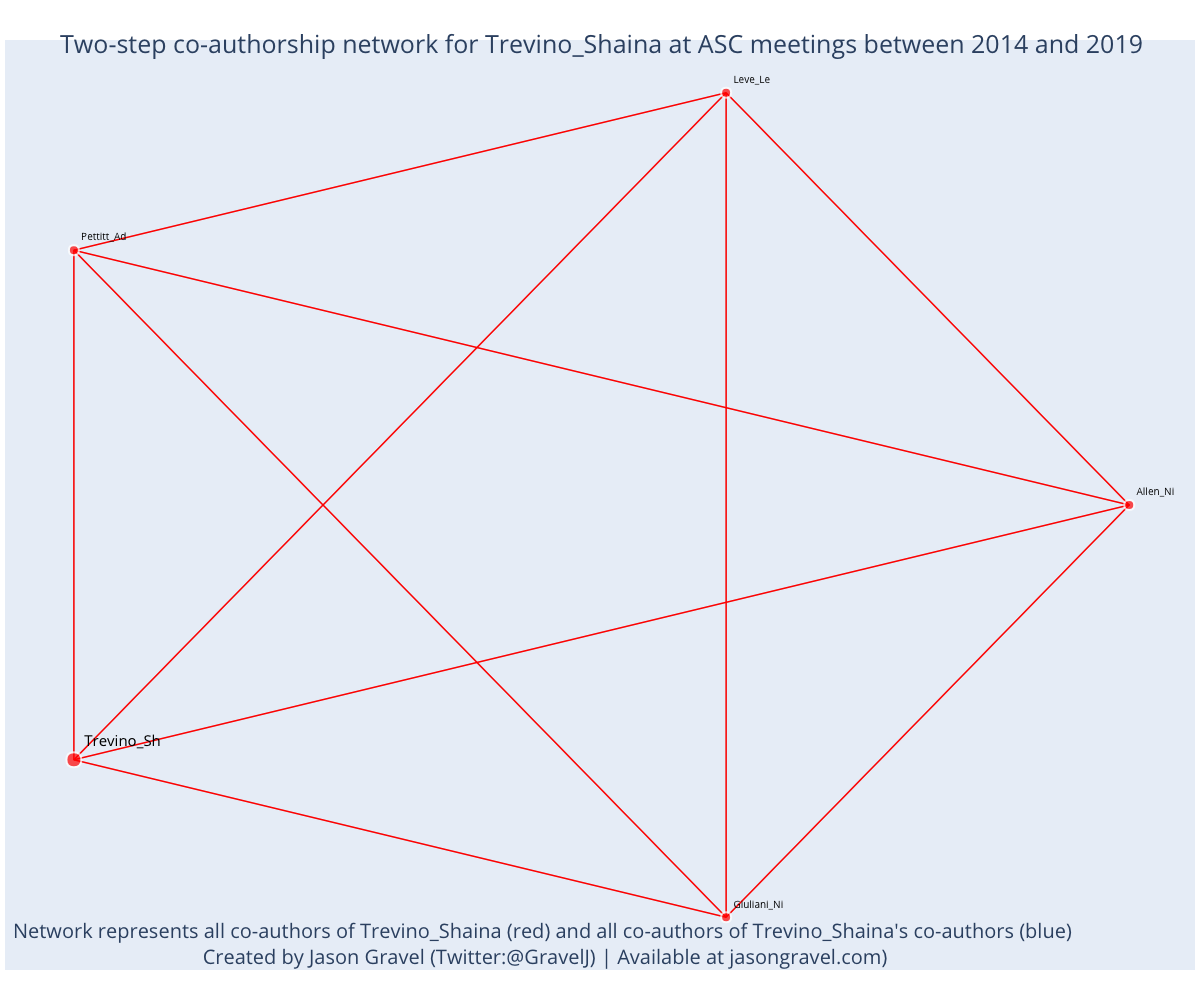 Two-step co-authorship network for Trevino_Shaina at ASC meetings between 2014 and 2019
Leve_Le
Pettitt_Ad
Allen_Ni
Trevino_Sh
Giuliani_Ni
Network represents all co-authors of Trevino_Shaina (red) and all co-authors of Trevino_Shaina's co-authors (blue)
Created by Jason Gravel (Twitter:@GravelJ) | Available at jasongravel.com)